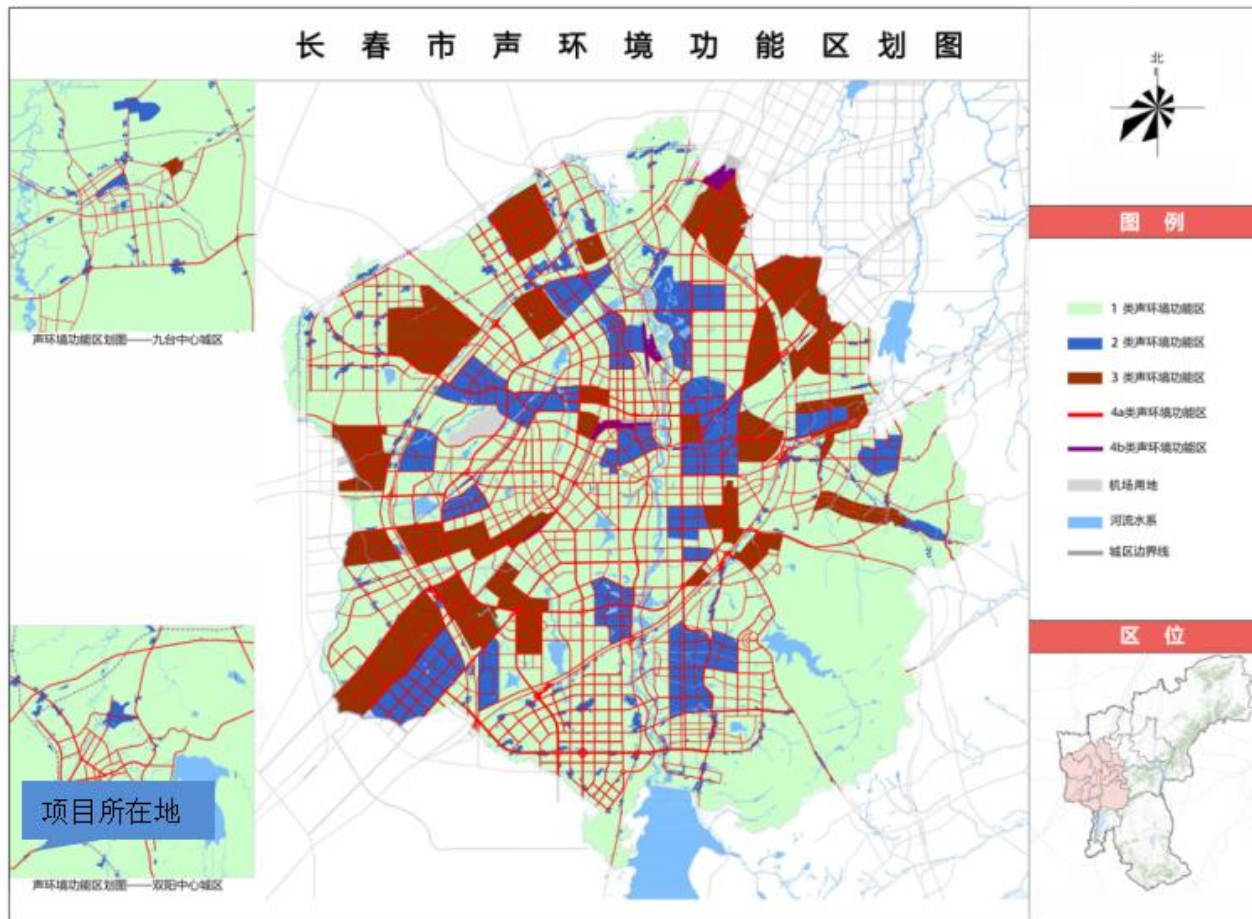 长春市声环境功能区划图
声环境功能区划图——九台中心城区
项目所在地
声环境功能区划图——双阳中心城区
北
图例
1 类声环境功能区
2 类声环境功能区
3 类声环境功能区
4a类声环境功能区
4b类声环境功能区
机场用地
河流水系
城区边界线
区位